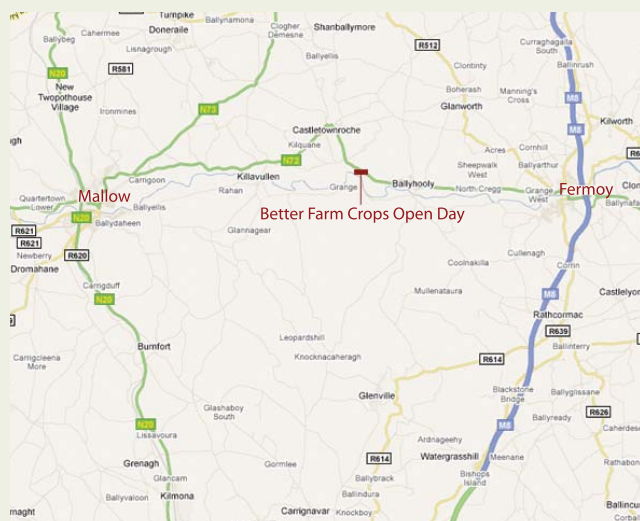 Turnpike
Doneraile
Ballynamona
Clogher
Demesne
Shanballymore
Ballybeg
Cahermee
Lisnagrough
R581
N20
New
Twopothouse
Village
Ironmines
N73
Ballyellis
R512
Clontinty
Boherash
Manning's
Cross
Glanworth
Curraghagalla
South
Ballinrush
M8
M8
Kilworth
Castletownroche
Kilquane
N72
Killavullen
Carrigoon
Rahan
Grange
Ballyhooly
North Cregg
Acres
Cornhill
Sheepwalk
West
Ballyarthur
Grange
West
Fermoy
Mallow
Quartertown
Lower
N20
Ballyellis
Ballydaheen
R621
R621
Newberry
Dromahane
R620
Better Farm Crops Open Day
Glannagear
Coolnakilla
Cullenagh
Corrin
Mullenataura
M8
Rathcormac
R639
Ballinterry
Carrigduff
N20
Burnfort
Carrigcleena
More
Leopardshill
Knocknacaheragh
R614
Glenville
Blackstone
Bridge
Ballyglissane
R626
Ballyready
Glashaboy
South
N20
Lissavoura
Grenagh
Glancam
Ballyvaloon
Kilmona
Gormlee
Ardnageehy
M8
Watergrasshill
Meenane
Bishops
Island
R614
Ballybrack
Ballindura
Carrignavar
Knockboy